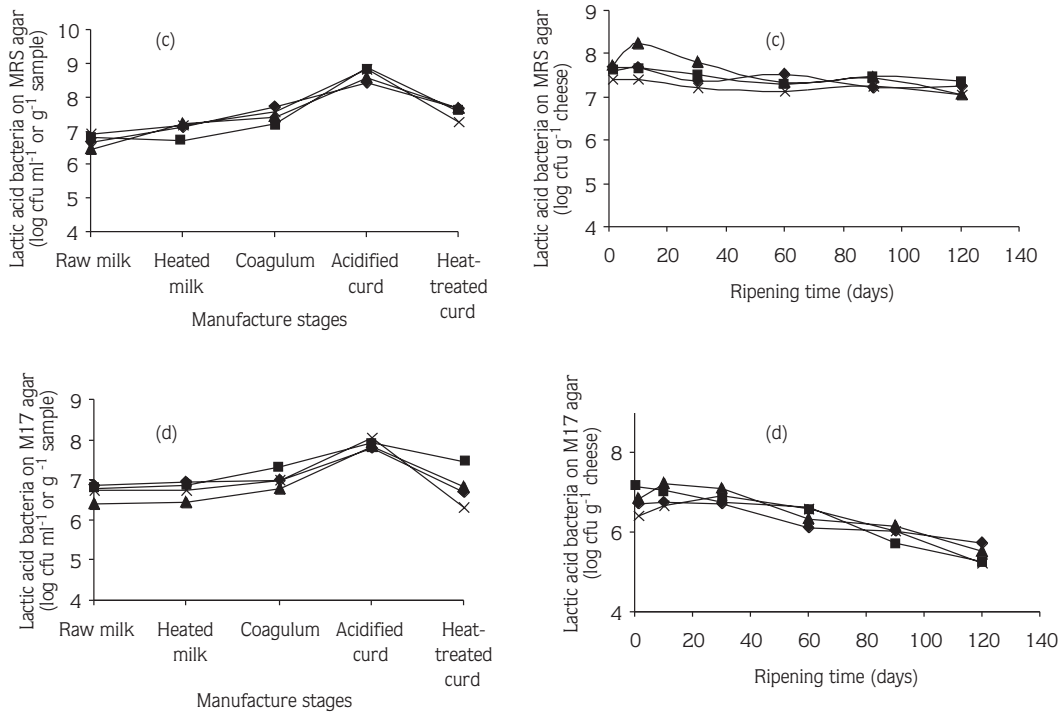 Lactic acid bacteria on MRS agar
(log cfu ml-1 or g-1 sample)
10
9
8
7
6
5
4
(c)
Raw milk
Heated
milk
Coagulum
Acidified
curd
Heat-
treated
curd
Manufacture stages
Lactic acid bacteria on MRS agar
(log cfu g-1 cheese)
9
8
7
6
5
4
(c)
0 20 40 60 80 100 120 140
Ripening time (days)
Lactic acid bacteria on M17 agar
(log cfu ml-1 or g-1 sample)
9
8
7
6
5
4
(d)
Raw milk
Heated
milk
Coagulum
Acidified
curd
Heat-
treated
curd
Manufacture stages
Lactic acid bacteria on M17 agar
(log cfu g-1 cheese)
8
6
4
(d)
0 20 40 60 80 100 120 140
Ripening time (days)